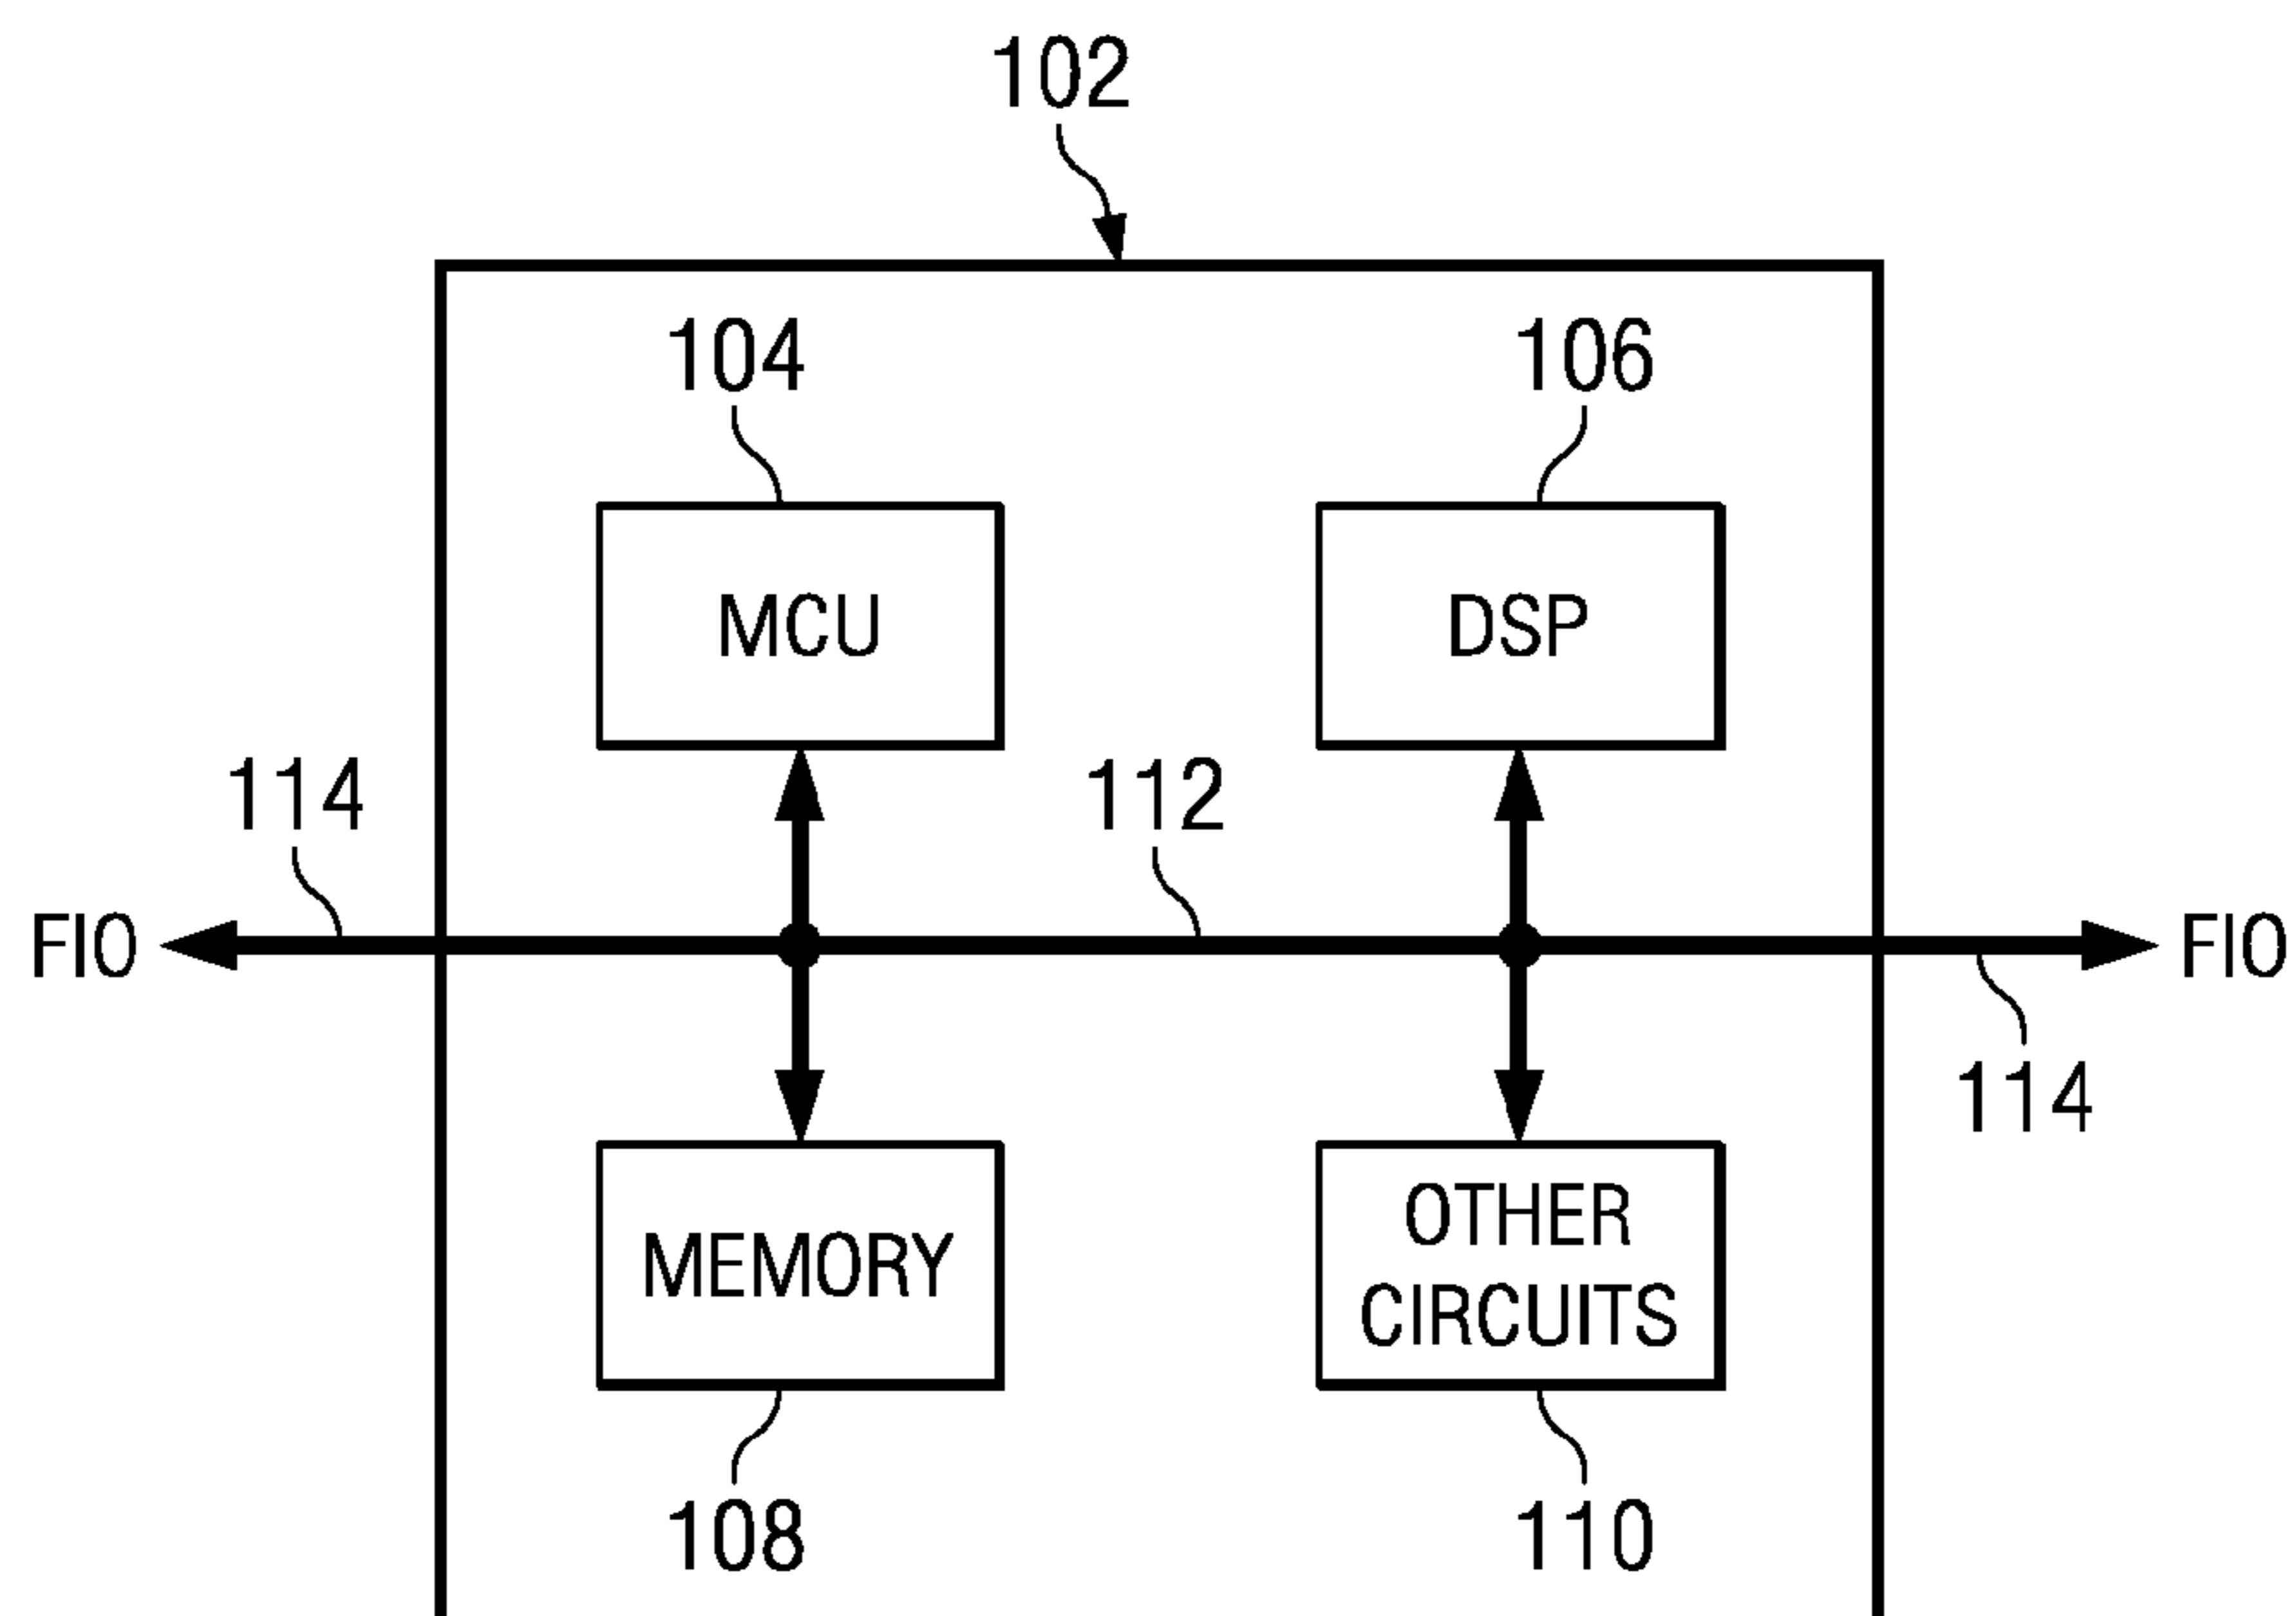 102
104
106
MCU
DSP
114
112
FIO
FIO
114
MEMORY
OTHER
CIRCUITS
108
110